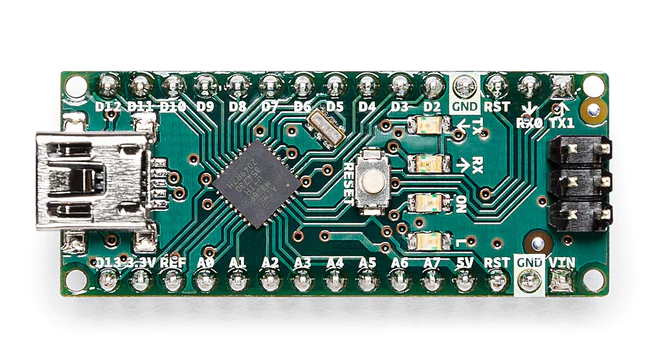 D12 D11 D10 D9 D8 D7 D6 D5 D4 D3 D2 GND RST RX0 TX1
TX
RX
RESET
ON
L
D13 3.3V REF A0 A1 A2 A3 A4 A5 A6 A7 5V RST GND VIN